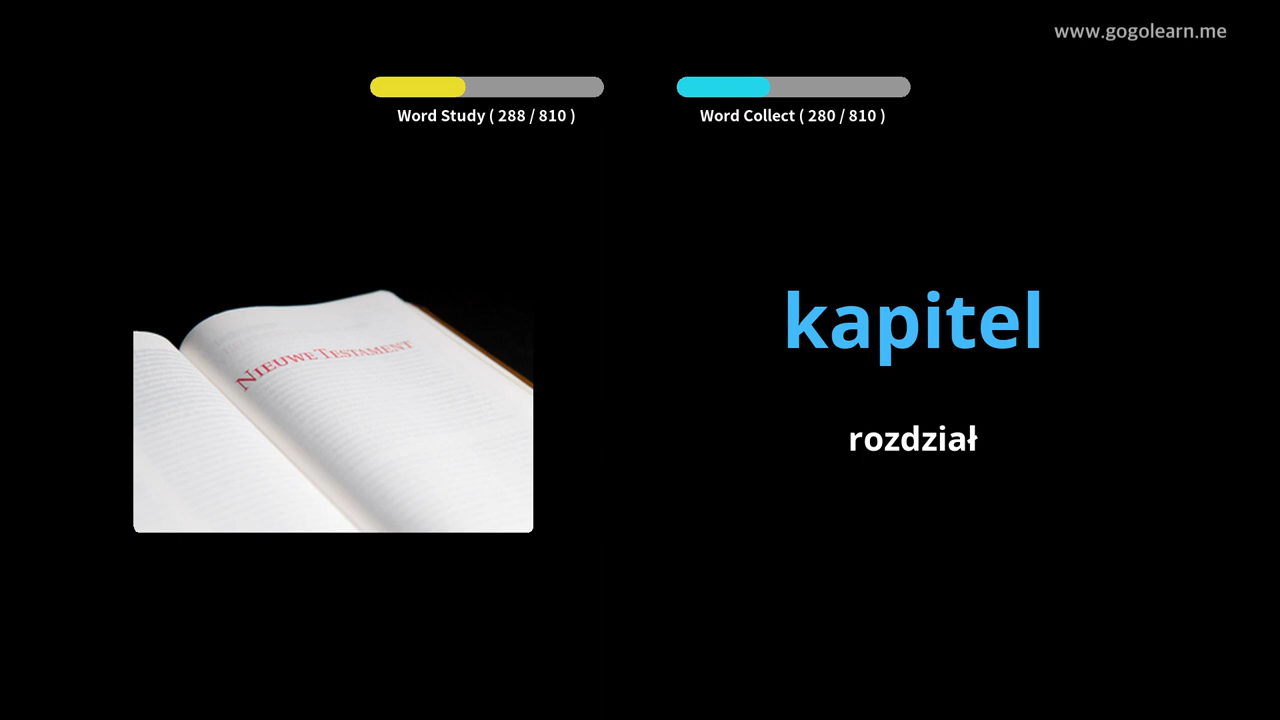 www.gogolearn.me
Word Study ( 288 / 810 )
Word Collect ( 280 / 810 )
NIEUWE TESTAMENT
kapitel
rozdział